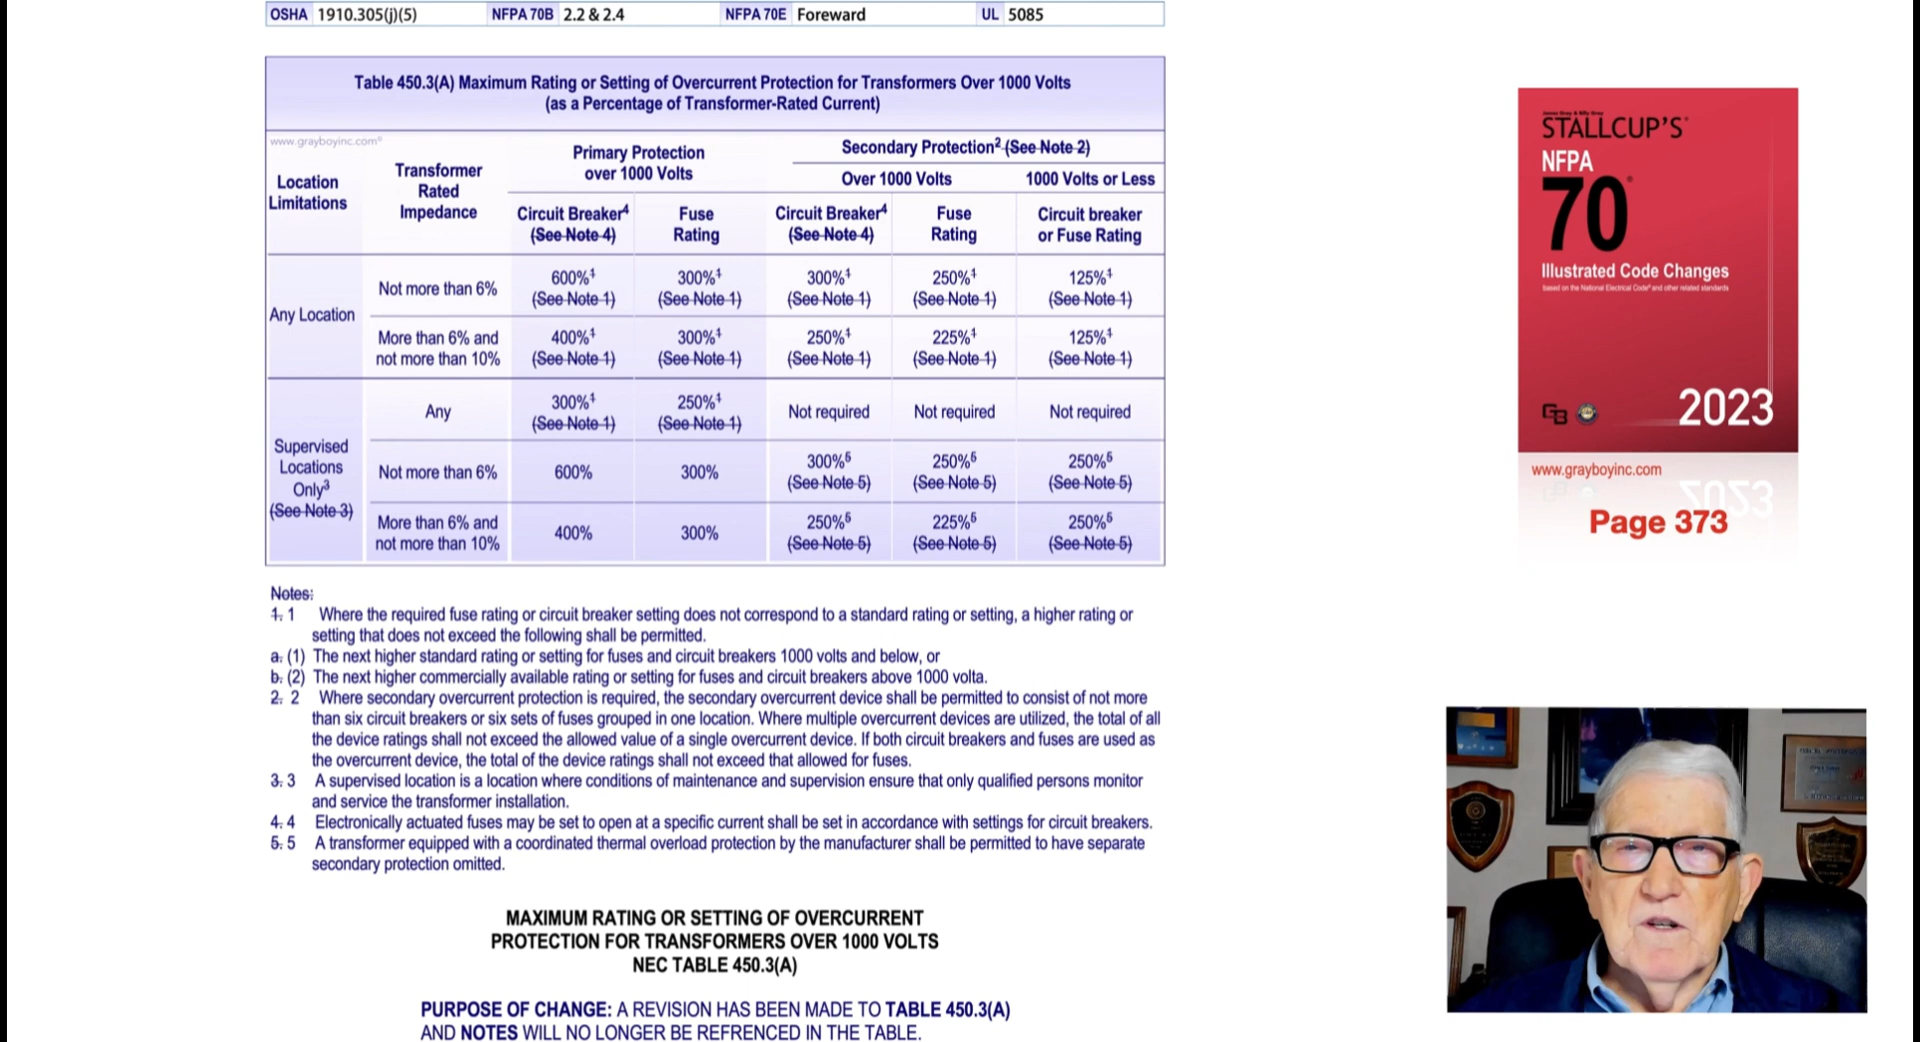 OSHA 1910.305(j)(5) NFPA 70B 2.2 & 2.4 NFPA 70E Foreward UL 5085
Table 450.3(A) Maximum Rating or Setting of Overcurrent Protection for Transformers Over 1000 Volts
(as a Percentage of Transformer-Rated Current)
www.grayboyinc.com©
Location
Limitations
Transformer
Rated
Impedance
Primary Protection
over 1000 Volts
Secondary Protection² (See Note 2)
Over 1000 Volts
1000 Volts or Less
Circuit Breaker⁴
(See Note 4)
Fuse
Rating
Circuit Breaker⁴
(See Note 4)
Fuse
Rating
Circuit breaker
or Fuse Rating
Any Location
Not more than 6%
600%¹
(See Note 1)
300%¹
(See Note 1)
300%¹
(See Note 1)
250%¹
(See Note 1)
125%¹
(See Note 1)
More than 6% and
not more than 10%
400%¹
(See Note 1)
300%¹
(See Note 1)
250%¹
(See Note 1)
225%¹
(See Note 1)
125%¹
(See Note 1)
Supervised
Locations
Only³
(See Note 3)
Any
300%¹
(See Note 1)
250%¹
(See Note 1)
Not required
Not required
Not required
Not more than 6%
600%
300%
300%⁵
(See Note 5)
250%⁵
(See Note 5)
250%⁵
(See Note 5)
More than 6% and
not more than 10%
400%
300%
250%⁵
(See Note 5)
225%⁵
(See Note 5)
250%⁵
(See Note 5)
Notes:
1. 1 Where the required fuse rating or circuit breaker setting does not correspond to a standard rating or setting, a higher rating or
setting that does not exceed the following shall be permitted.
a. (1) The next higher standard rating or setting for fuses and circuit breakers 1000 volts and below, or
b. (2) The next higher commercially available rating or setting for fuses and circuit breakers above 1000 volta.
2. 2 Where secondary overcurrent protection is required, the secondary overcurrent device shall be permitted to consist of not more
than six circuit breakers or six sets of fuses grouped in one location. Where multiple overcurrent devices are utilized, the total of all
the device ratings shall not exceed the allowed value of a single overcurrent device. If both circuit breakers and fuses are used as
the overcurrent device, the total of the device ratings shall not exceed that allowed for fuses.
3. 3 A supervised location is a location where conditions of maintenance and supervision ensure that only qualified persons monitor
and service the transformer installation.
4. 4 Electronically actuated fuses may be set to open at a specific current shall be set in accordance with settings for circuit breakers.
5. 5 A transformer equipped with a coordinated thermal overload protection by the manufacturer shall be permitted to have separate
secondary protection omitted.
MAXIMUM RATING OR SETTING OF OVERCURRENT
PROTECTION FOR TRANSFORMERS OVER 1000 VOLTS
NEC TABLE 450.3(A)
PURPOSE OF CHANGE: A REVISION HAS BEEN MADE TO TABLE 450.3(A)
AND NOTES WILL NO LONGER BE REFRENCED IN THE TABLE.
STALLCUP'S®
NFPA
70®
Illustrated Code Changes
based on the National Electrical Code® and other related standards
GB
2023
www.grayboyinc.com
Page 373